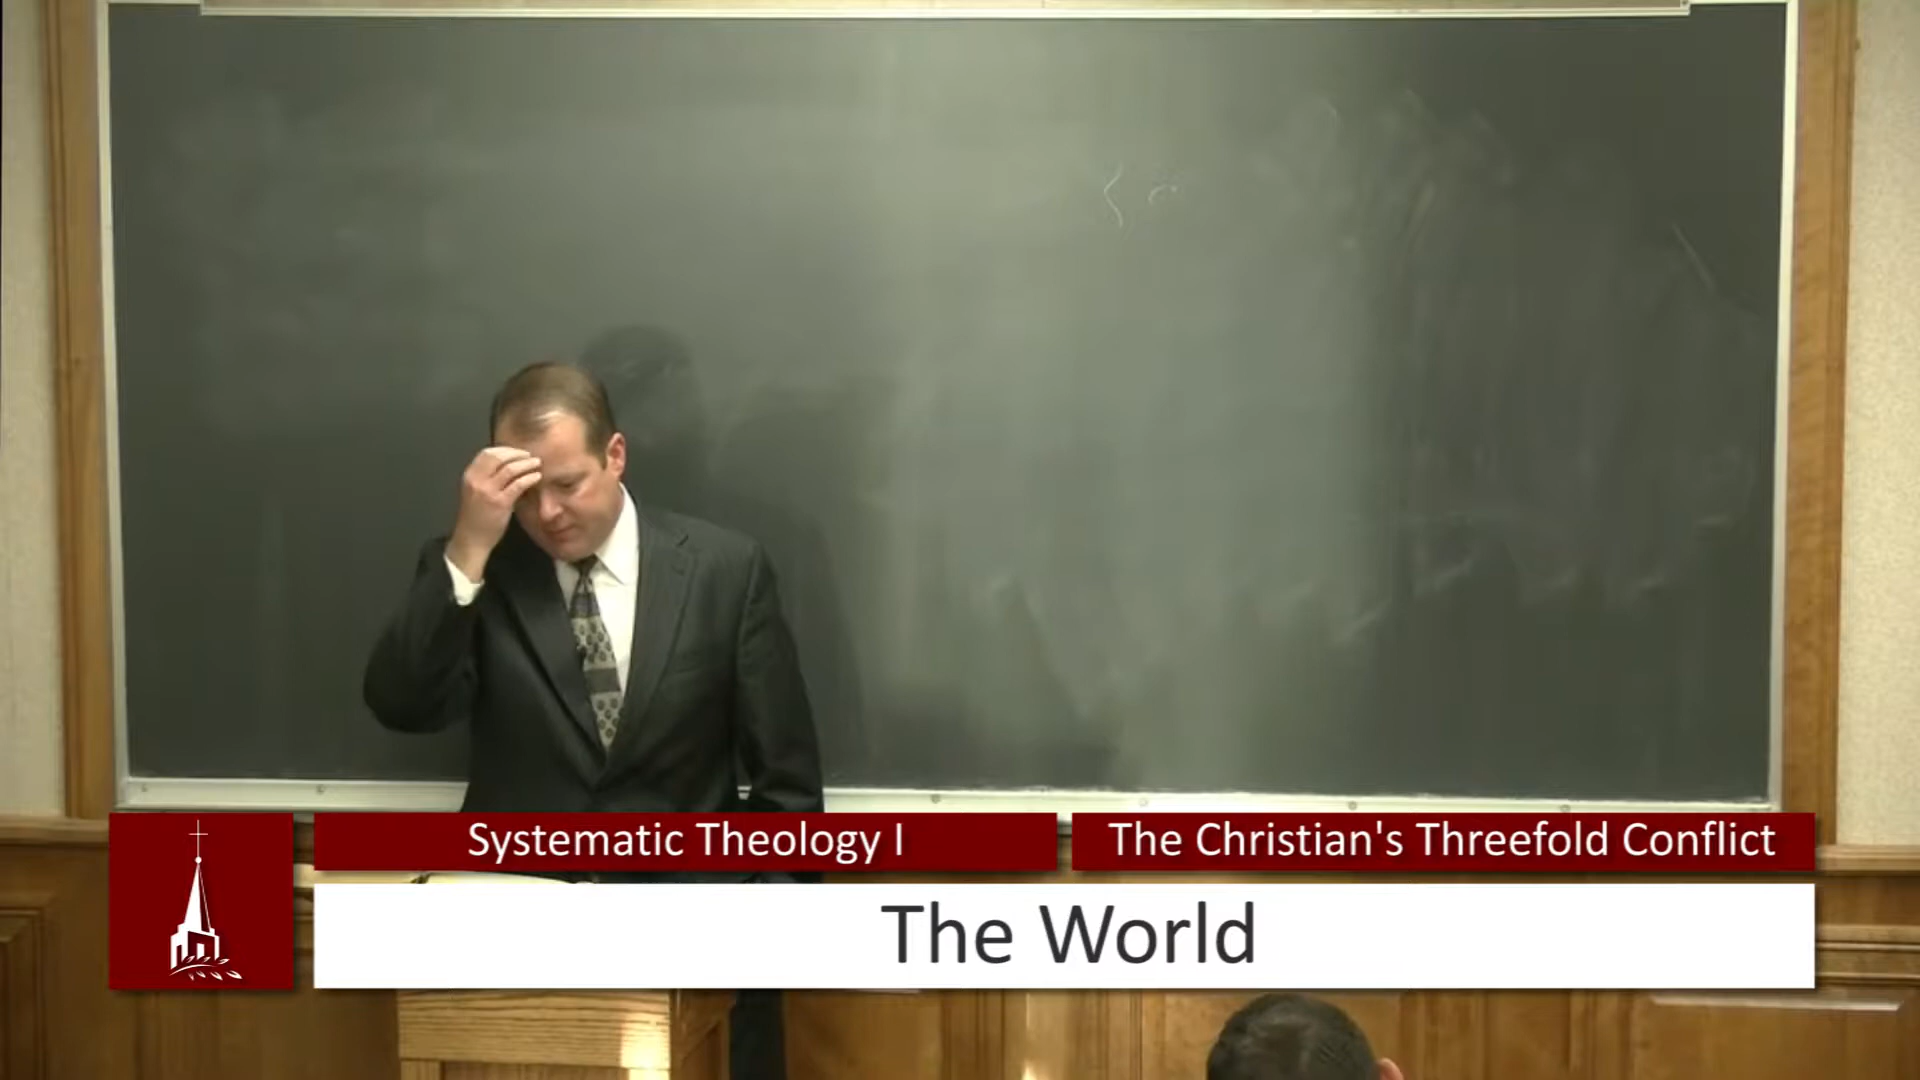 Systematic Theology I
The Christian's Threefold Conflict
The World